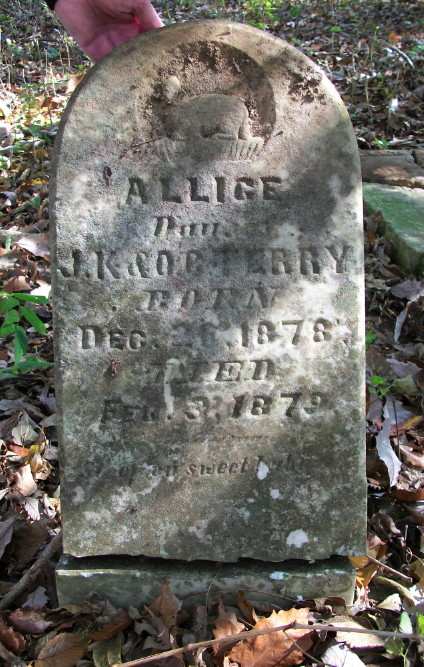 ALLICE
Dau. of
J.K & O.C TERRY
BORN
DEC. 26, 1878
DIED
FEB. 3, 1879
Sleep on sweet babe